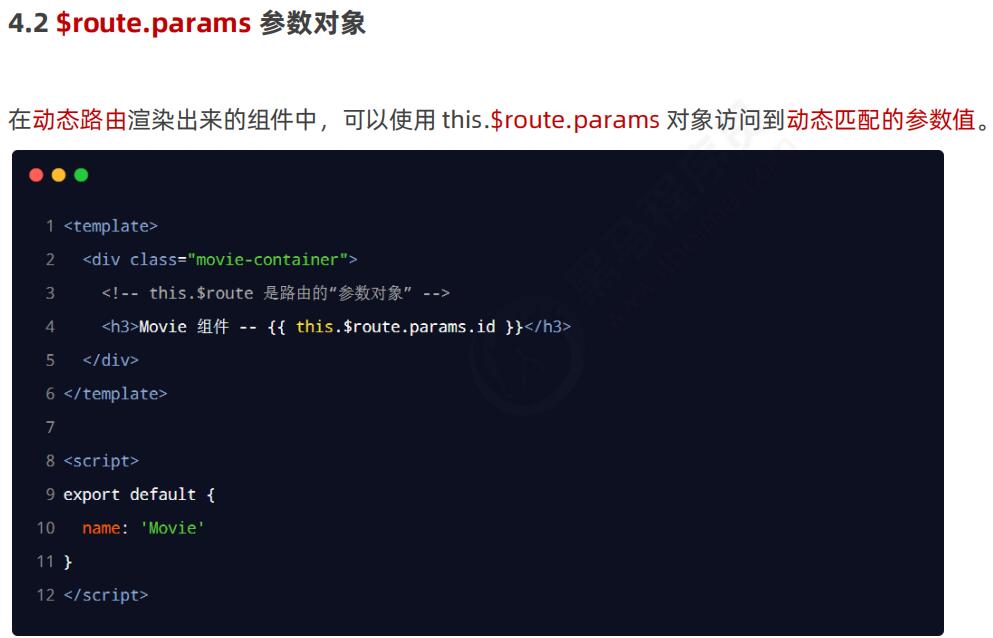 4.2 $route.params 参数对象
在动态路由渲染出来的组件中，可以使用 this.$route.params 对象访问到动态匹配的参数值。
1 <template>
2 <div class="movie-container">
3 <!-- this.$route 是路由的“参数对象” -->
4 <h3>Movie 组件 -- {{ this.$route.params.id }}</h3>
5 </div>
6 </template>
7
8 <script>
9 export default {
10 name: 'Movie'
11 }
12 </script>